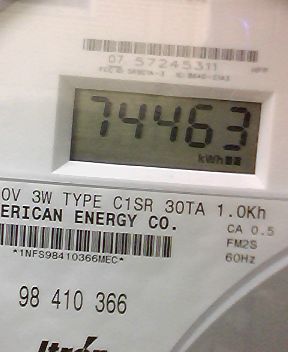 07 57245311
74463
kWh
0V 3W TYPE C1SR 30TA 1.0Kh
ERICAN ENERGY CO.
CA 0.5
FM2S
*1NFS98410366MEC*
60Hz
98 410 366
Itron